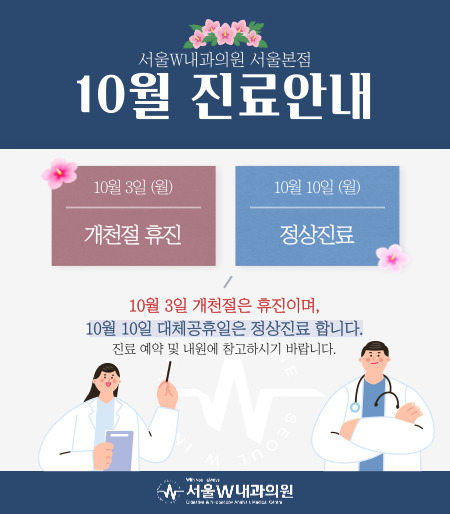 서울W내과의원 서울본점
10월 진료안내
10월 3일 (월)
개천절 휴진
10월 10일 (월)
정상진료
10월 3일 개천절은 휴진이며,
10월 10일 대체공휴일은 정상진료 합니다.
진료 예약 및 내원에 참고하시기 바랍니다.
SEOUL W IN
서울W내과의원